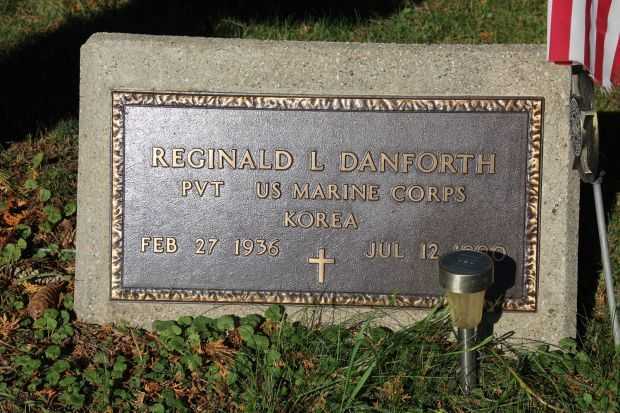 REGINALD L DANFORTH
PVT US MARINE CORPS
KOREA
FEB 27 1936 JUL 12